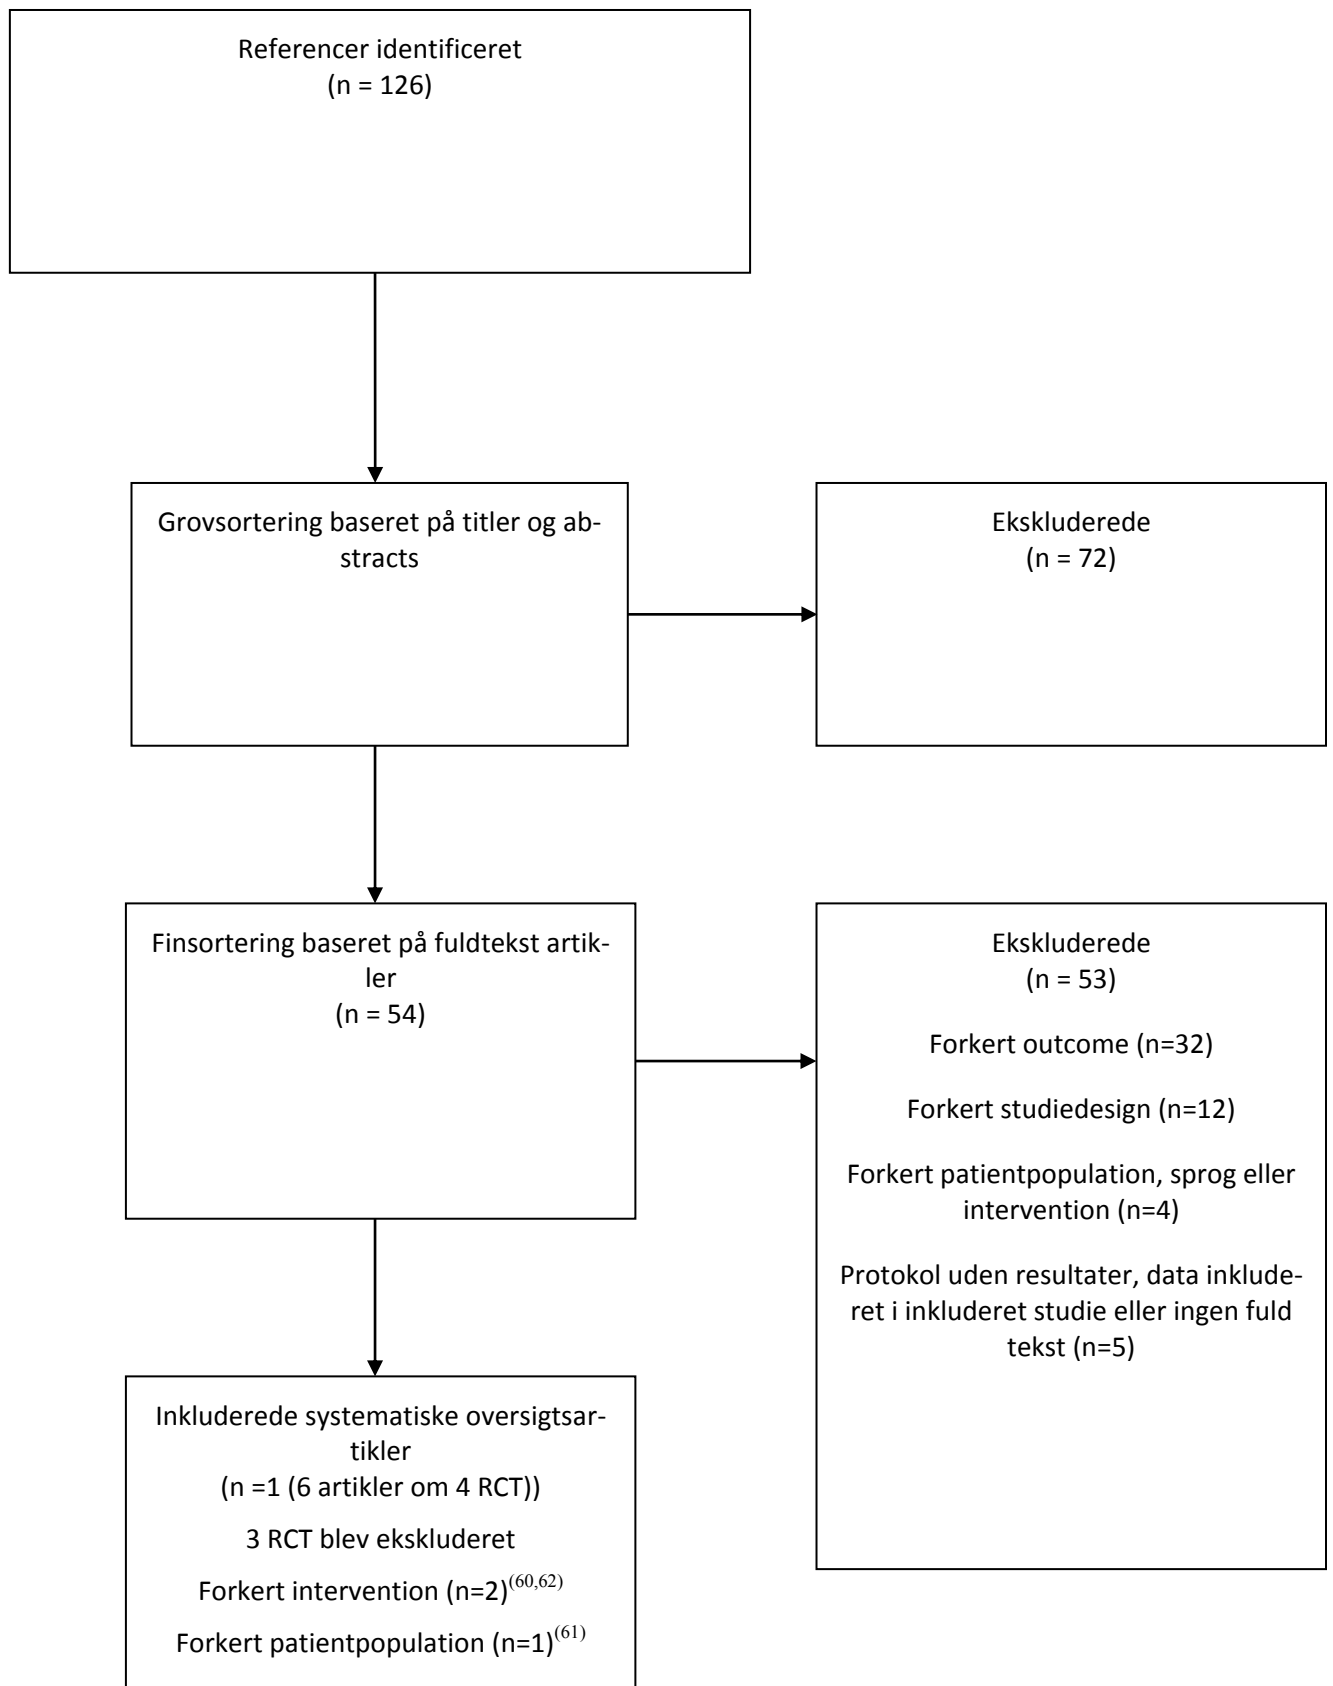 Referencer identificeret
(n = 126)
Grovsortering baseret på titler og ab-
stracts
Ekskluderede
(n = 72)
Finsortering baseret på fuldtekst artik-
ler
(n = 54)
Ekskluderede
(n = 53)
Forkert outcome (n=32)
Forkert studiedesign (n=12)
Forkert patientpopulation, sprog eller
intervention (n=4)
Protokol uden resultater, data inklude-
ret i inkluderet studie eller ingen fuld
tekst (n=5)
Inkluderede systematiske oversigtsar-
tikler
(n =1 (6 artikler om 4 RCT))
3 RCT blev ekskluderet
Forkert intervention (n=2)(60,62)
Forkert patientpopulation (n=1)(61)